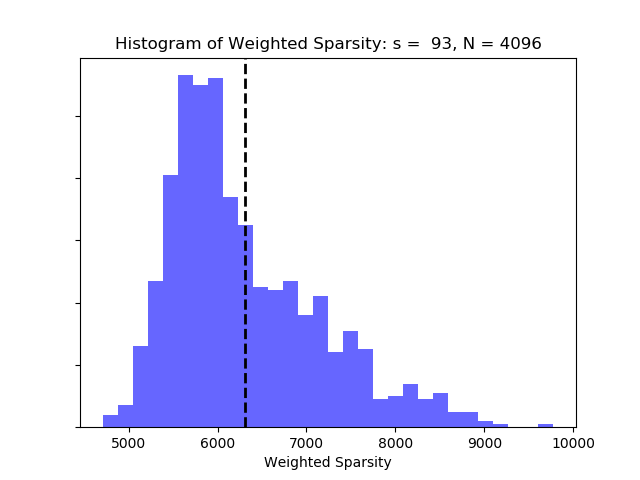 Histogram of Weighted Sparsity: s =  93, N = 4096
5000 6000 7000 8000 9000 10000
Weighted Sparsity